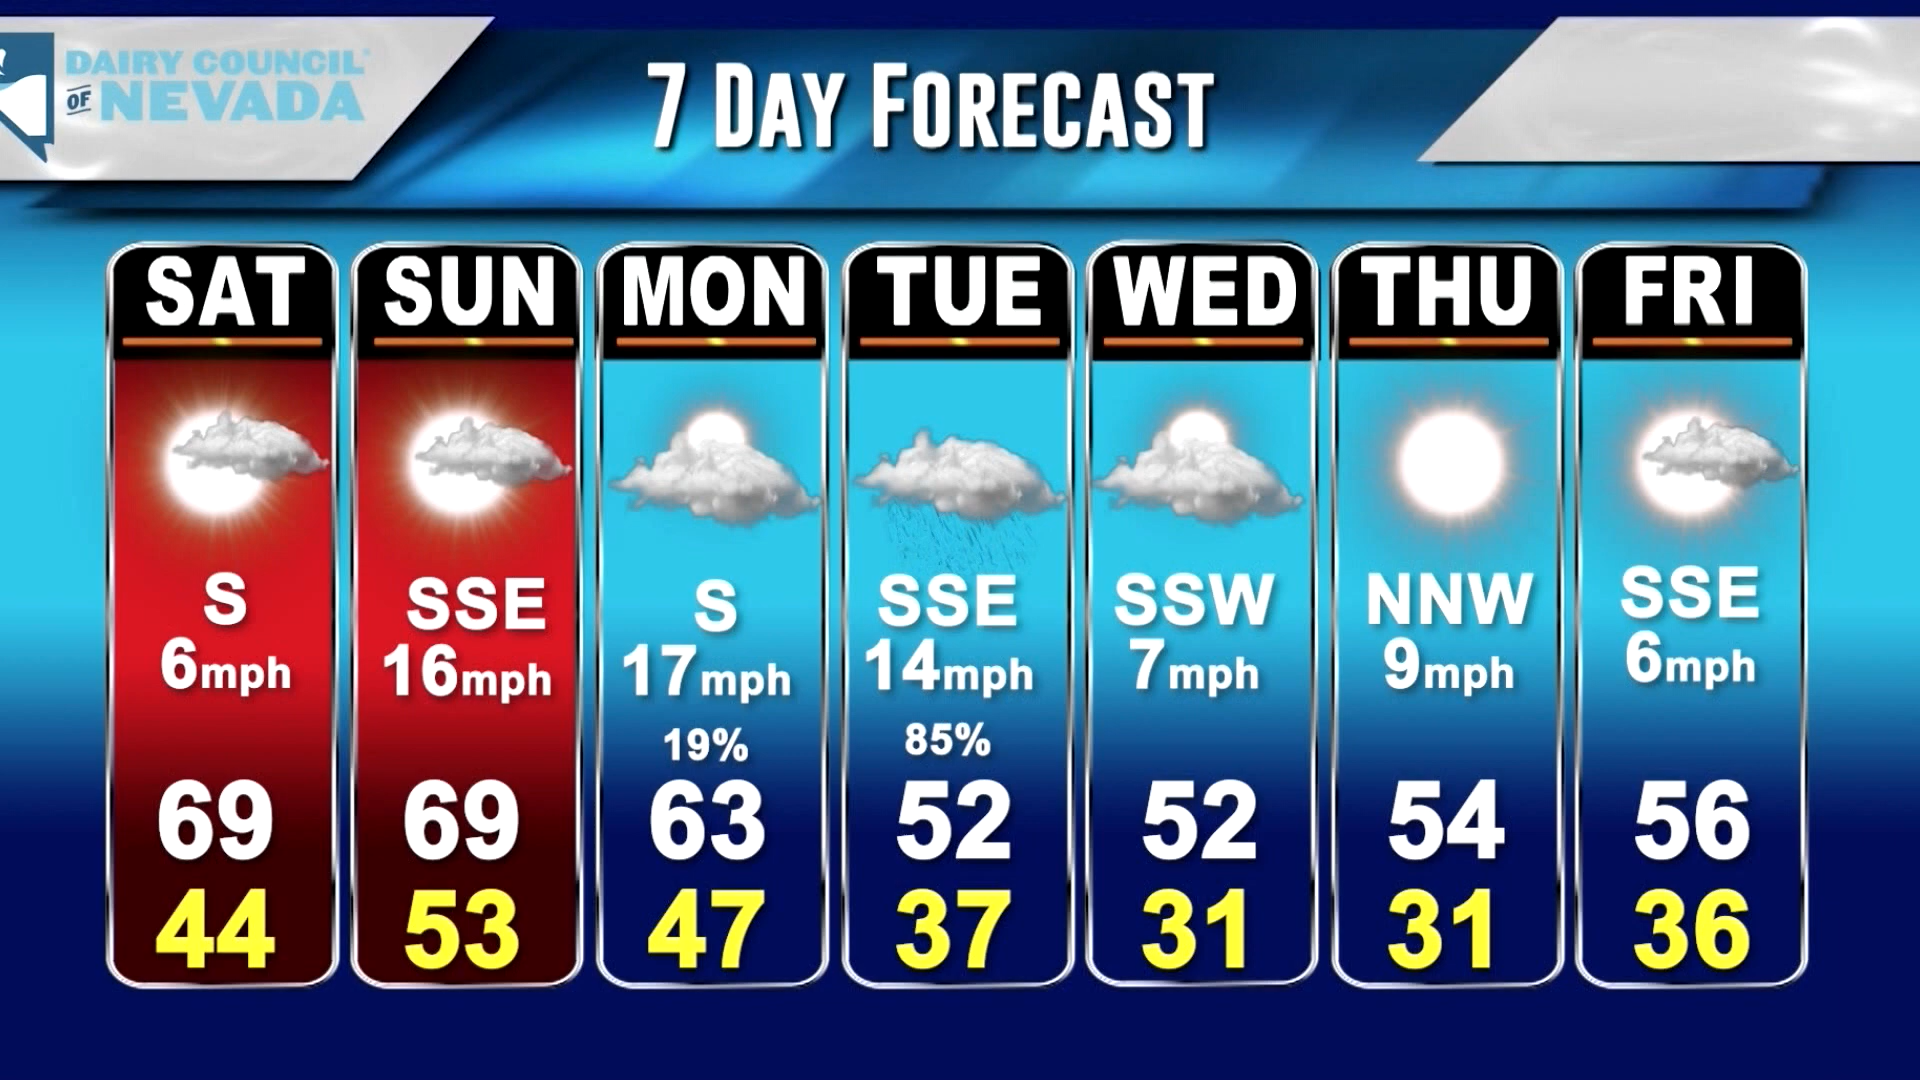 DAIRY COUNCIL
OF NEVADA
7 DAY FORECAST
SAT
S
6mph
69
44
SUN
SSE
16mph
69
53
MON
S
17mph
19%
63
47
TUE
SSE
14mph
85%
52
37
WED
SSW
7mph
52
31
THU
NNW
9mph
54
31
FRI
SSE
6mph
56
36